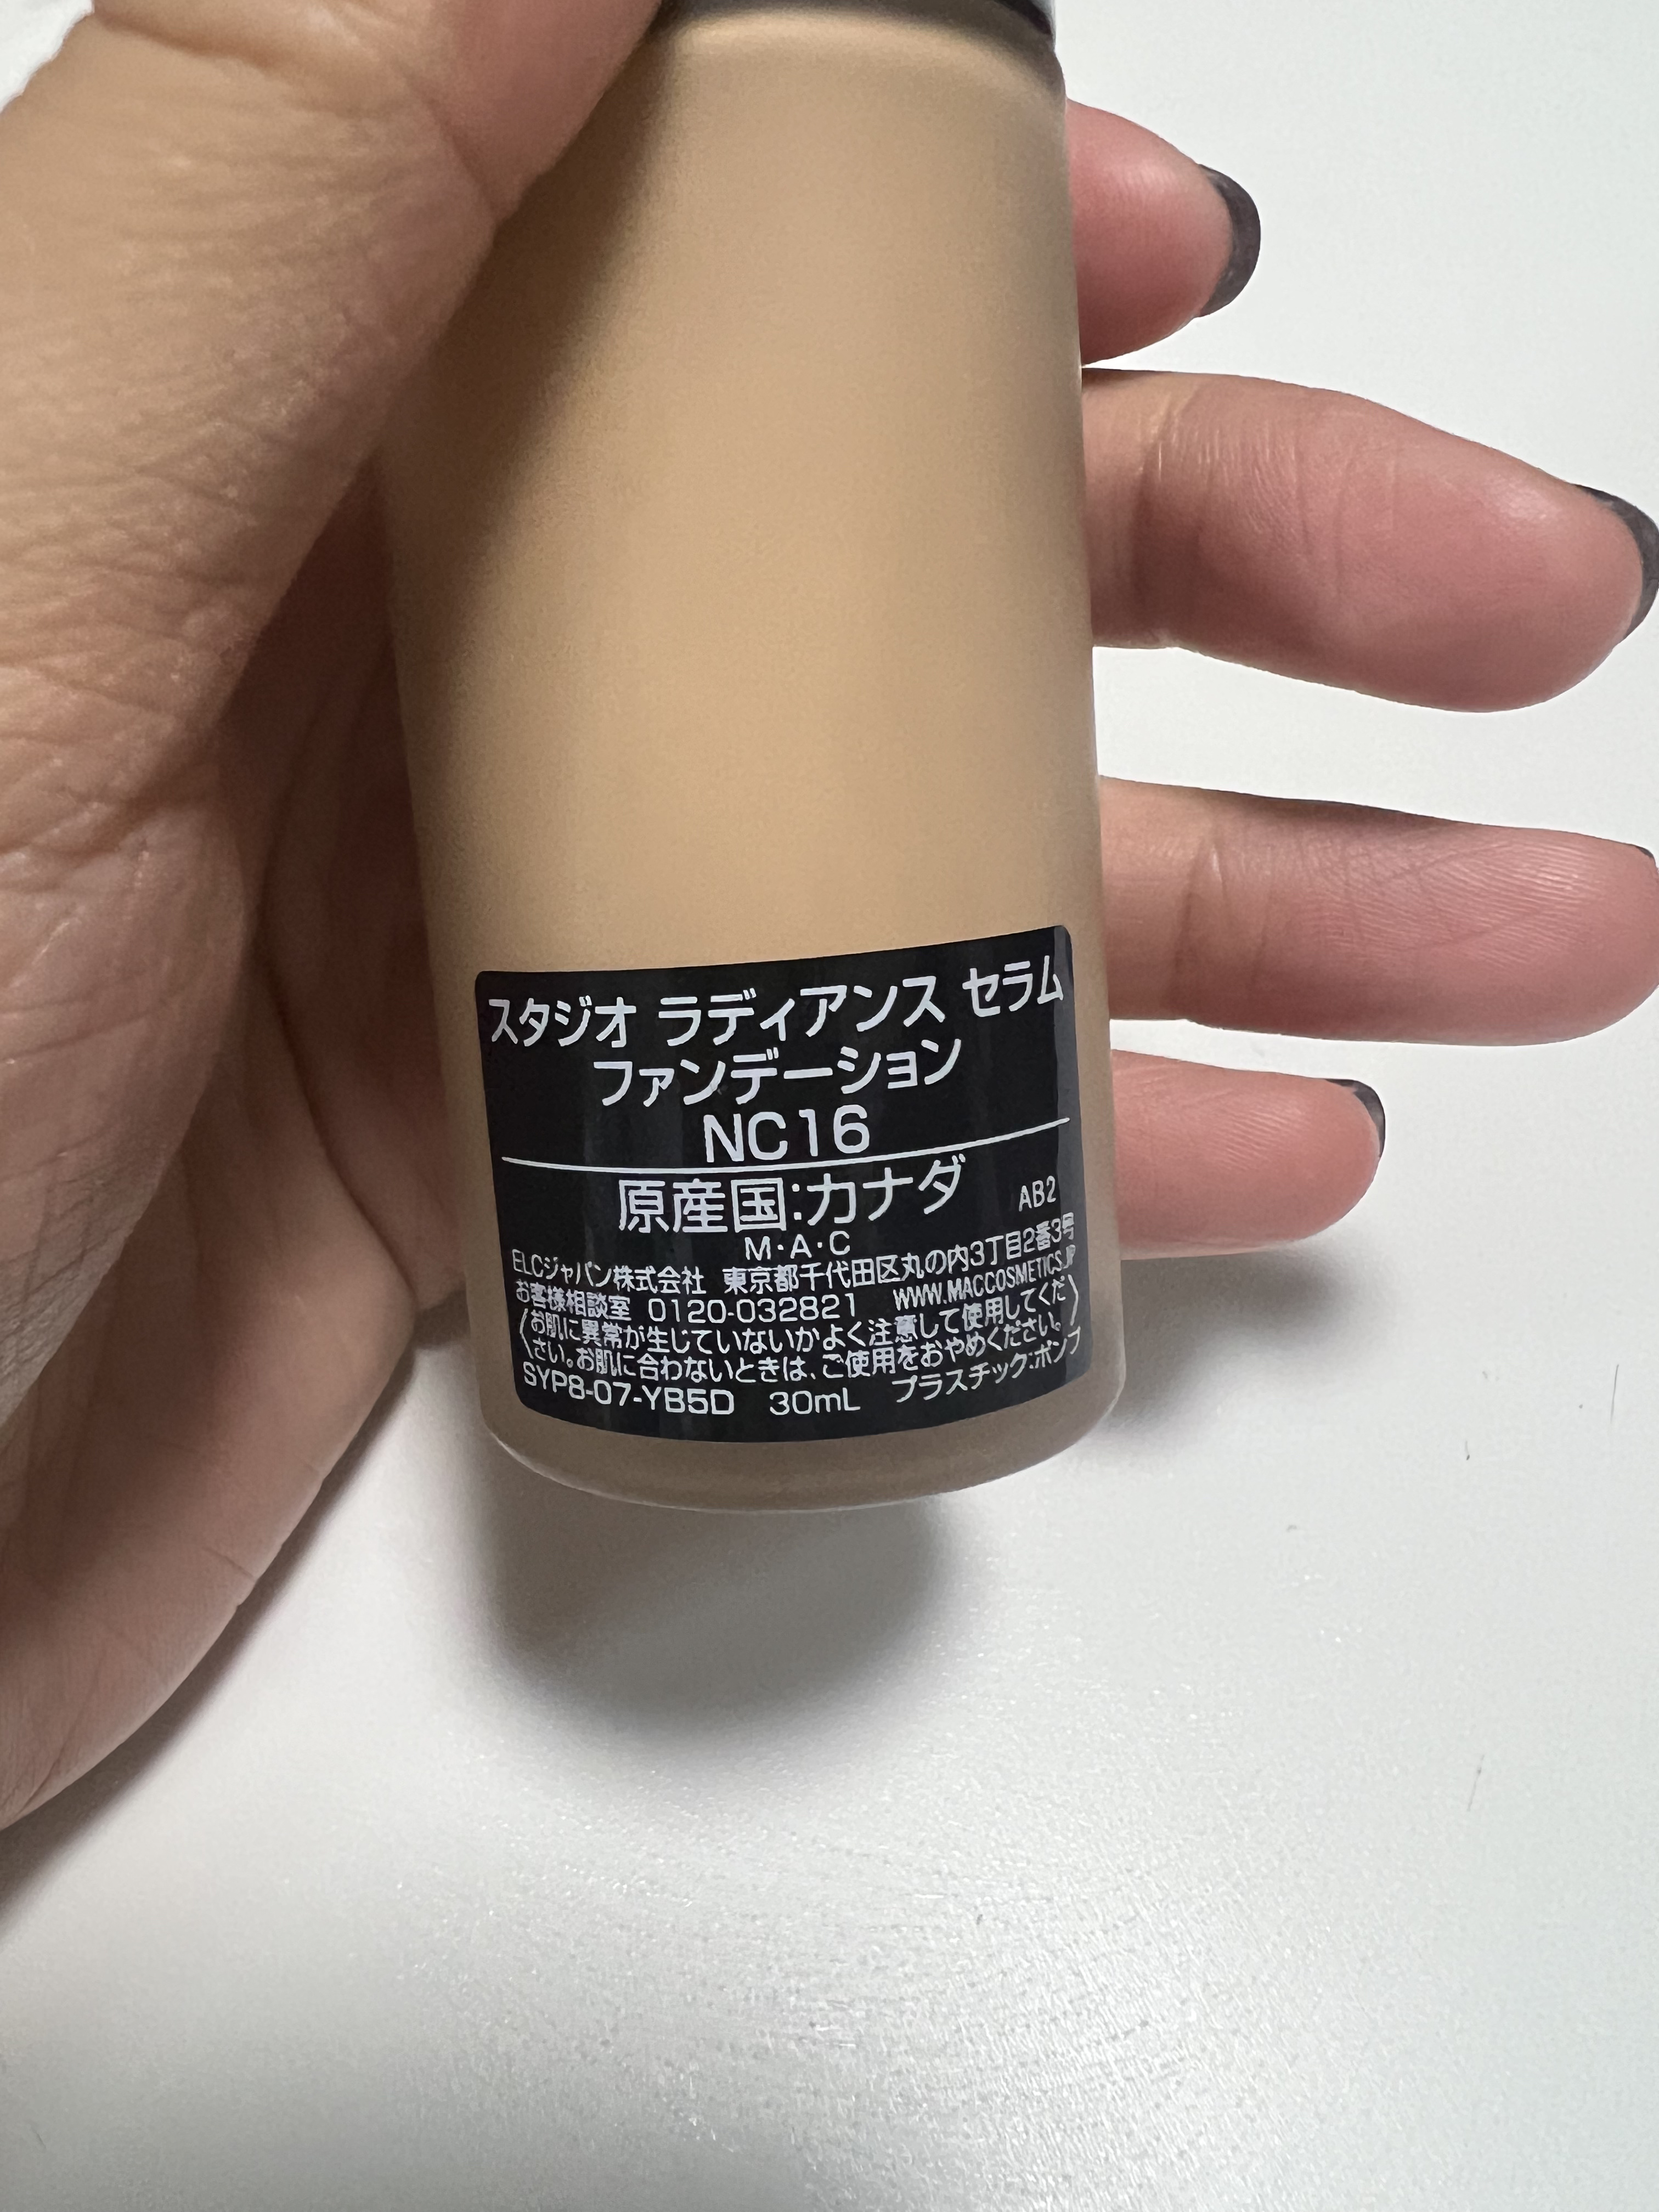 スタジオ ラディアンス セラム
ファンデーション
NC16
原産国:カナダ AB2
M・A・C
ELCジャパン株式会社 東京都千代田区丸の内3丁目2番3号
お客様相談室 0120-032821 WWW.MACCOSMETICS.JP
〈お肌に異常が生じていないかよく注意して使用してくだ〉
〈さい。お肌に合わないときは、ご使用をおやめください。〉
SYP8-07-YB5D 30mL プラスチック:ポンプ